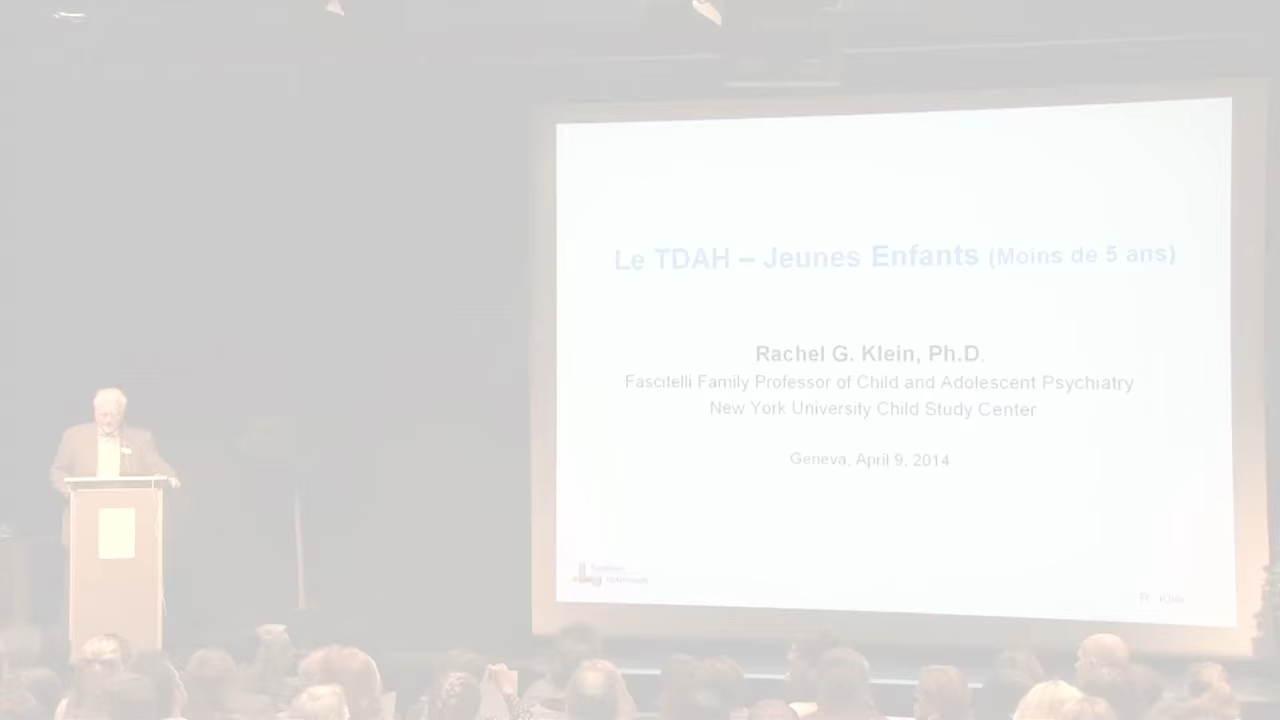 Le TDAH – Jeunes Enfants (Moins de 5 ans)
Rachel G. Klein, Ph.D.
Fascitelli Family Professor of Child and Adolescent Psychiatry
New York University Child Study Center
Geneva, April 9, 2014
R. Klein